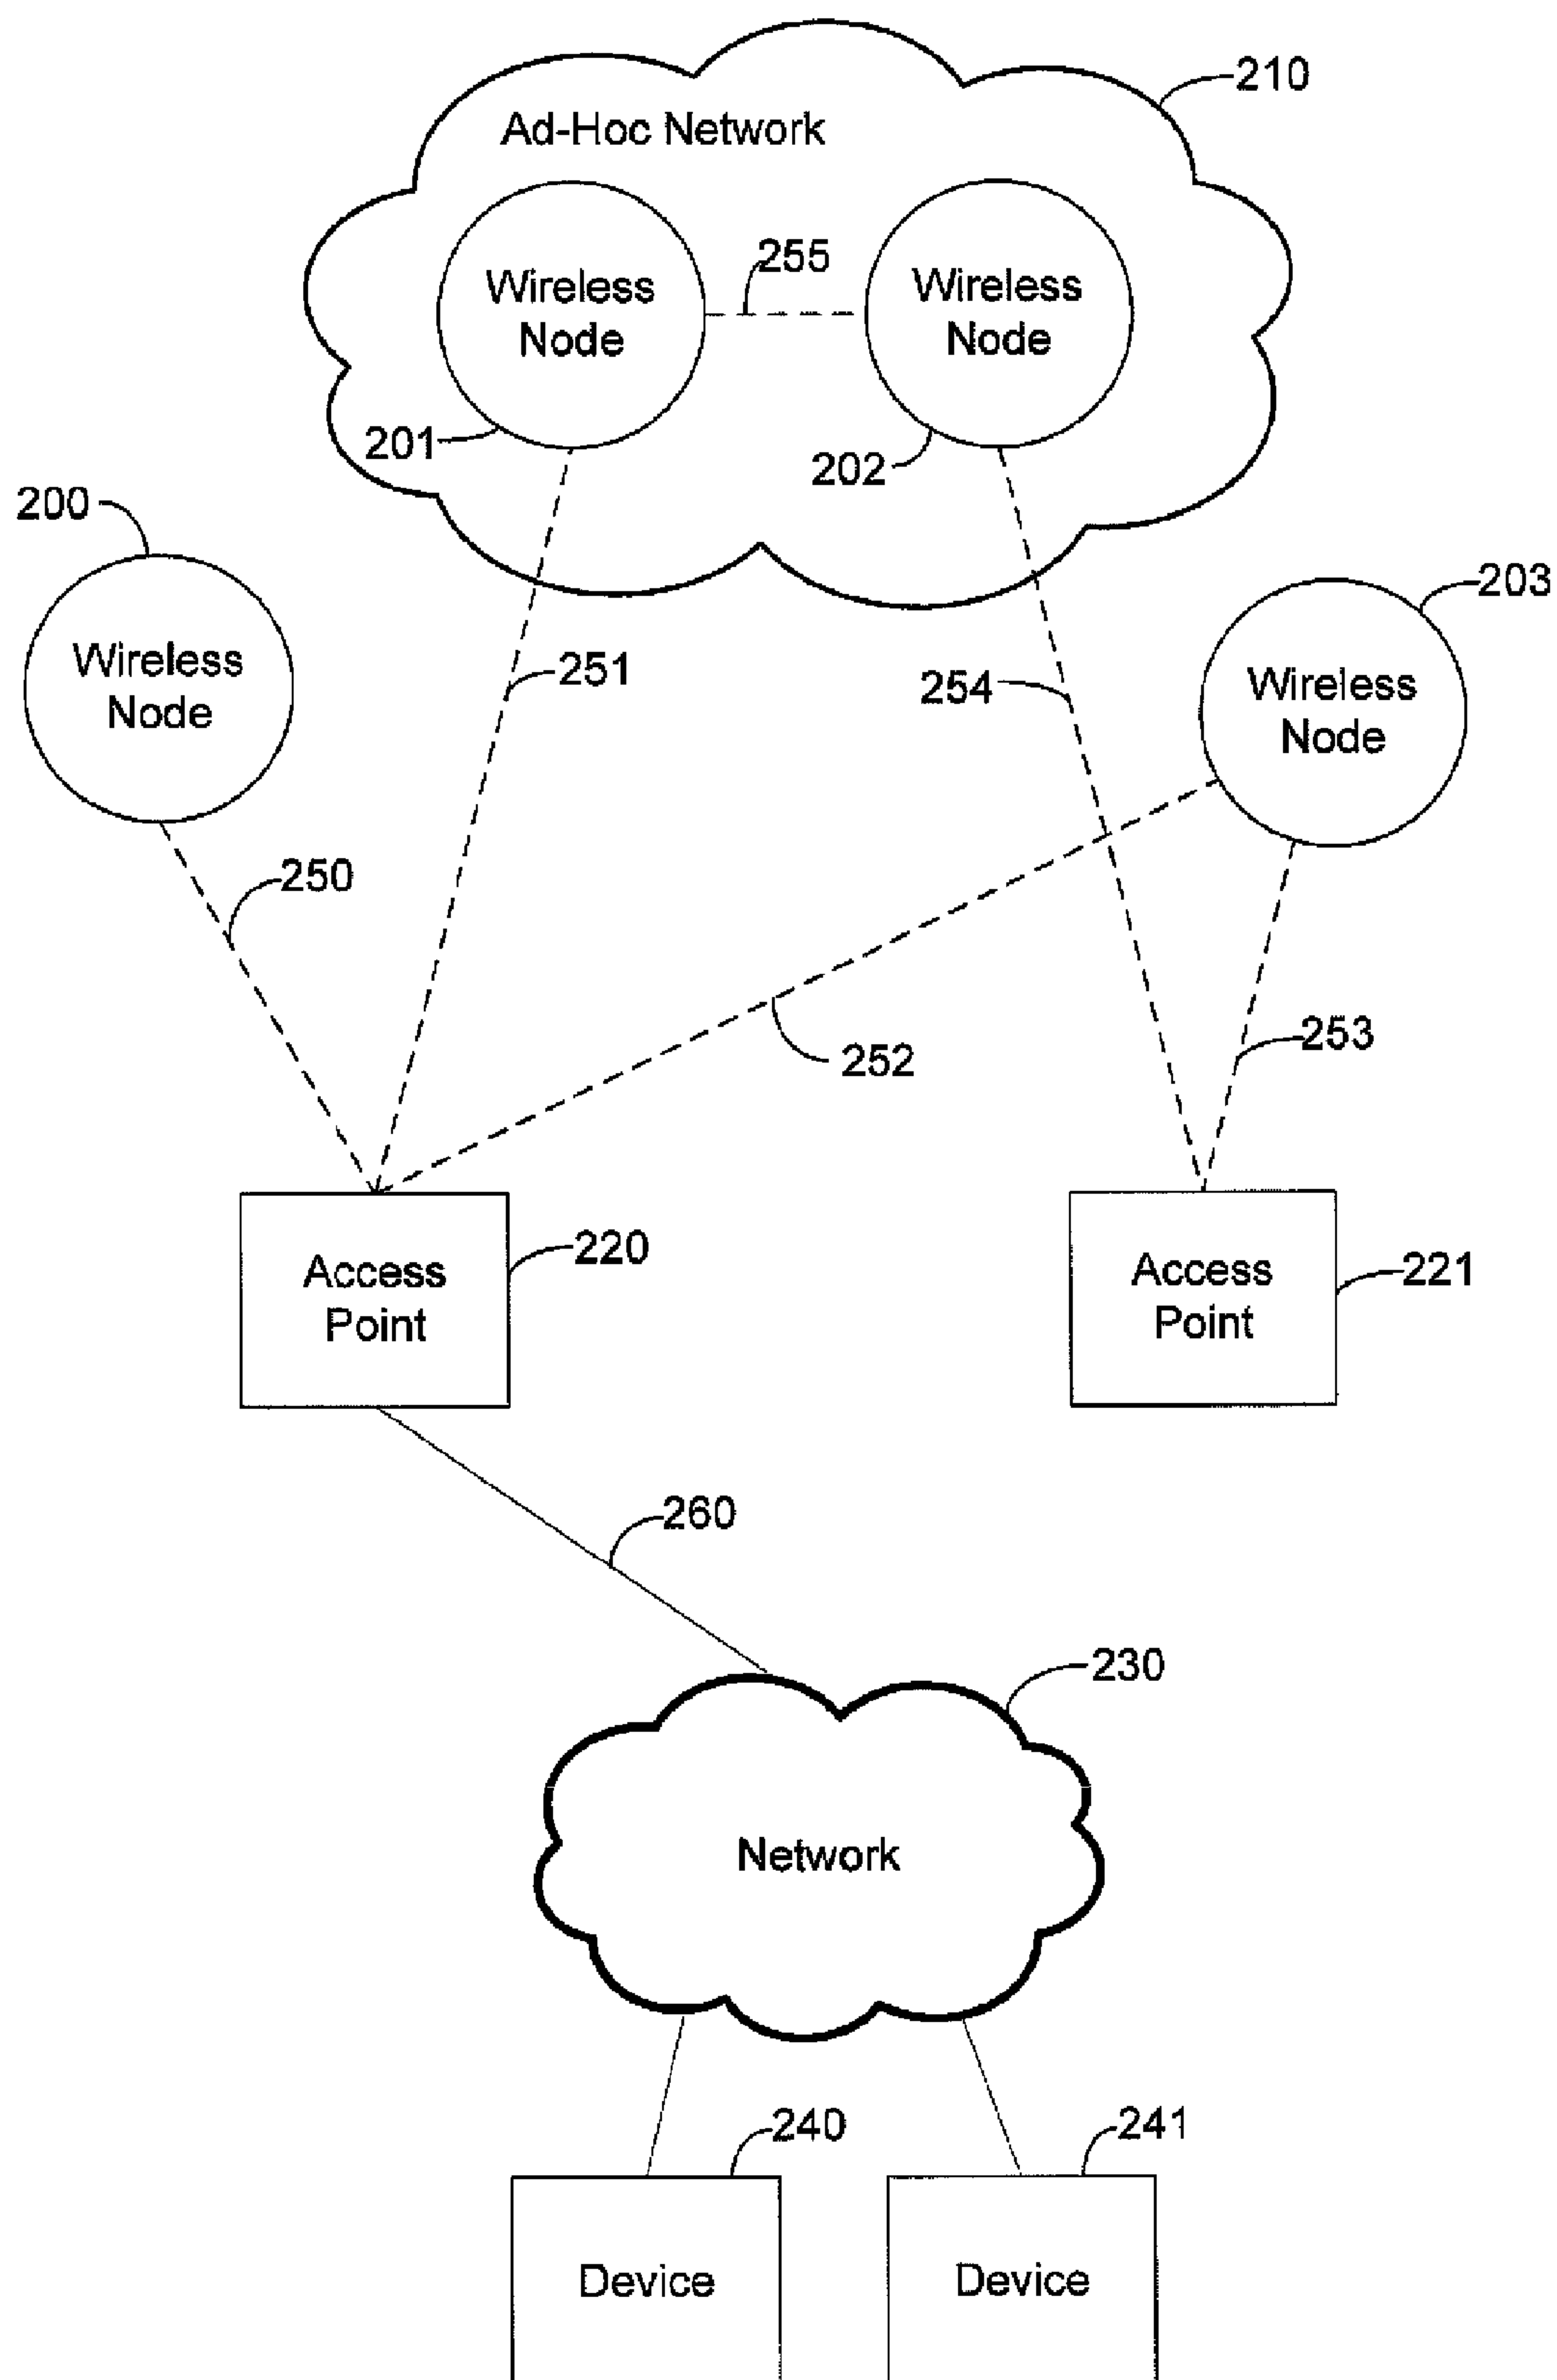 210
Ad-Hoc Network
255
Wireless
Node
Wireless
Node
201
202
200
203
Wireless
Node
251
254
Wireless
Node
250
253
252
220
Access
Point
221
Access
Point
260
230
Network
240
241
Device
Device